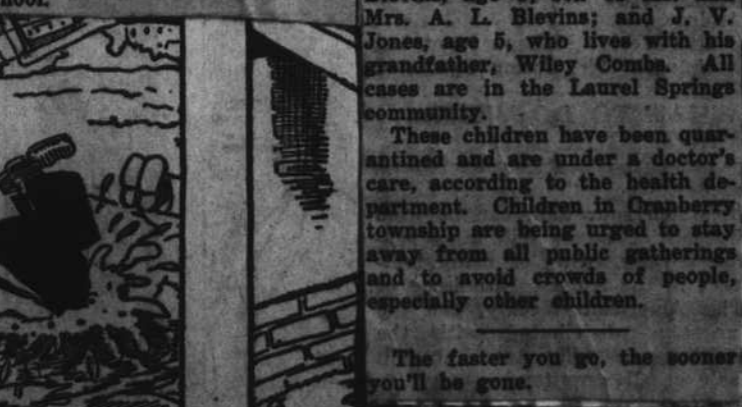 hool.
Mrs. A. L. Blevins; and J. V.
Jones, age 5, who lives with his
grandfather, Wiley Combs. All
cases are in the Laurel Springs
community.
These children have been quar-
antined and are under a doctor's
care, according to the health de-
partment. Children in Cranberry
township are being urged to stay
away from all public gatherings
and to avoid crowds of people,
especially other children.
The faster you go, the sooner
you'll be gone.